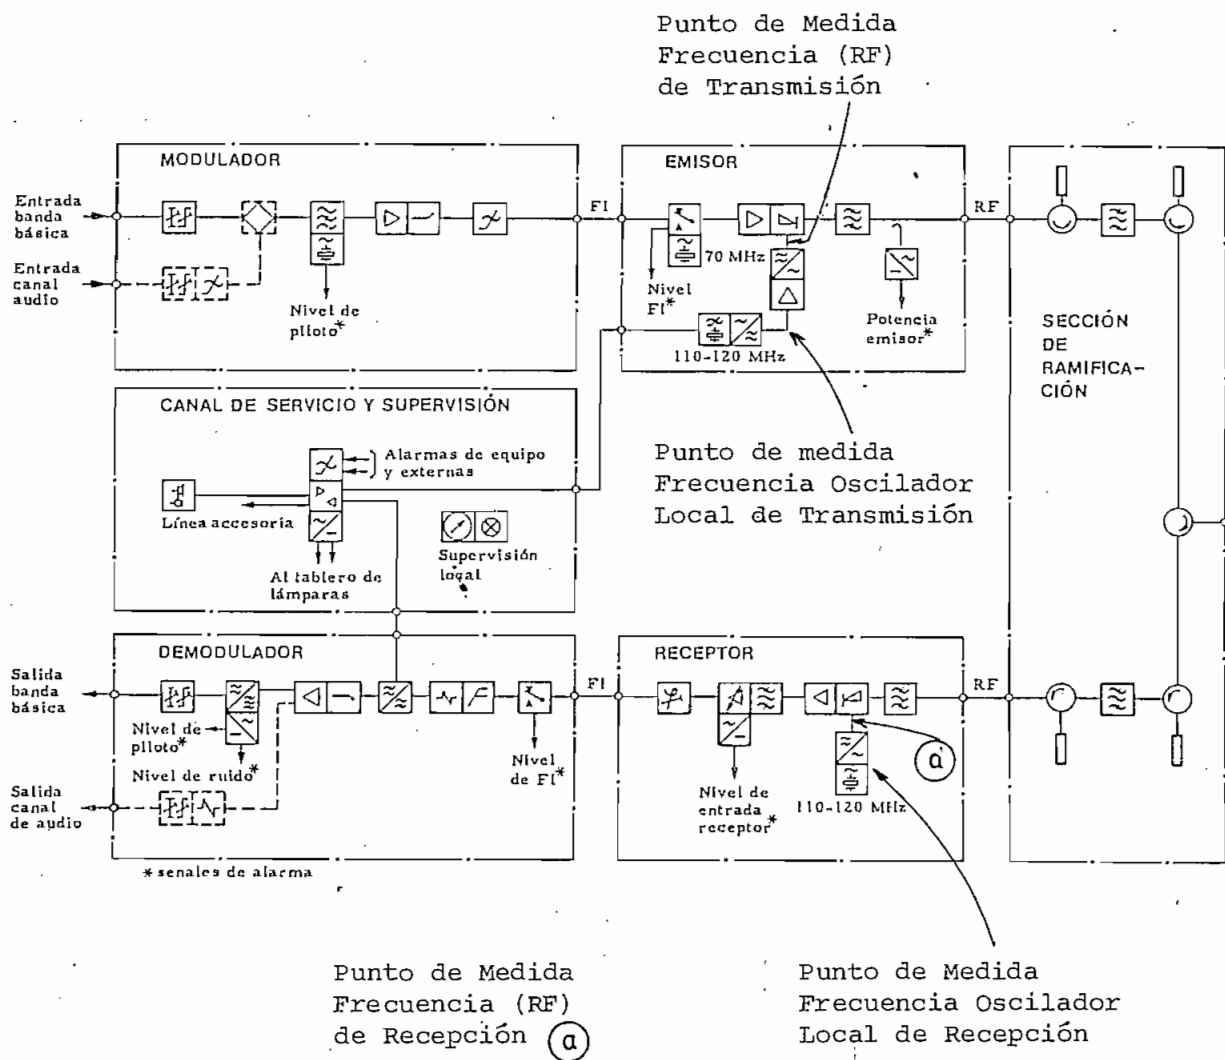 Punto de Medida
Frecuencia (RF)
de Transmisión
MODULADOR
Entrada
banda
básica
Entrada
canal
audio
Nivel de
piloto*
FI
EMISOR
70 MHz
Nivel
FI*
110-120 MHz
Potencia
emisor*
RF
SECCIÓN
DE
RAMIFICA-
CIÓN
CANAL DE SERVICIO Y SUPERVISIÓN
Alarmas de equipo
y externas
Línea accesoria
Supervisión
local
Al tablero de
lámparas
Punto de medida
Frecuencia Oscilador
Local de Transmisión
DEMODULADOR
Salida
banda
básica
Nivel de
piloto*
Nivel de ruido*
Salida
canal
de audio
Nivel
de FI*
FI
RECEPTOR
Nivel de
entrada
receptor*
a
110-120 MHz
RF
* senales de alarma
Punto de Medida
Frecuencia (RF)
de Recepción a
Punto de Medida
Frecuencia Oscilador
Local de Recepción